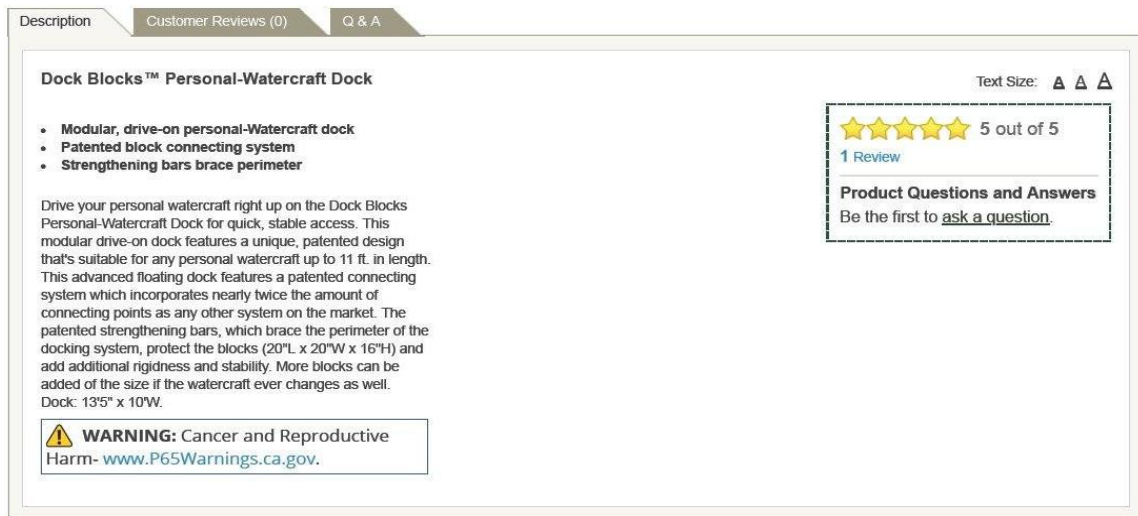 Description
Customer Reviews (0)
Q & A
Dock Blocks™ Personal-Watercraft Dock
Text Size: A A A
• Modular, drive-on personal-Watercraft dock
• Patented block connecting system
• Strengthening bars brace perimeter
5 out of 5
1 Review
Product Questions and Answers
Be the first to ask a question.
Drive your personal watercraft right up on the Dock Blocks
Personal-Watercraft Dock for quick, stable access. This
modular drive-on dock features a unique, patented design
that's suitable for any personal watercraft up to 11 ft. in length.
This advanced floating dock features a patented connecting
system which incorporates nearly twice the amount of
connecting points as any other system on the market. The
patented strengthening bars, which brace the perimeter of the
docking system, protect the blocks (20"L x 20"W x 16"H) and
add additional rigidness and stability. More blocks can be
added of the size if the watercraft ever changes as well.
Dock: 13'5" x 10'W.
WARNING: Cancer and Reproductive
Harm- www.P65Warnings.ca.gov.